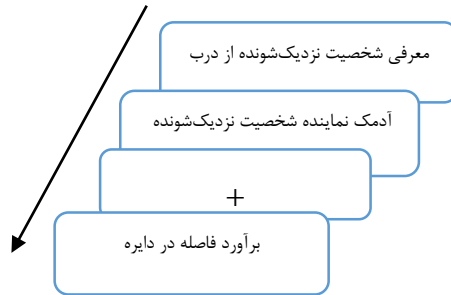 معرفی شخصیت نزدیک‌شونده از درب
آدمک نماینده شخصیت نزدیک‌شونده
+
برآورد فاصله در دایره